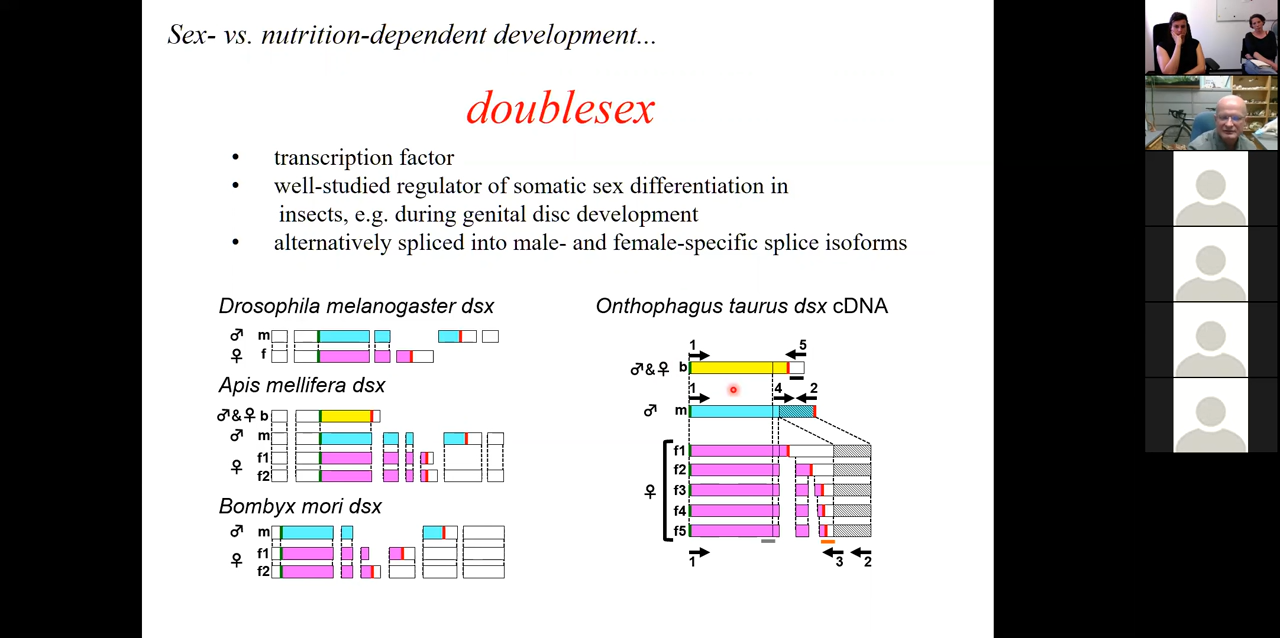 Sex- vs. nutrition-dependent development...
doublesex
• transcription factor
• well-studied regulator of somatic sex differentiation in
insects, e.g. during genital disc development
• alternatively spliced into male- and female-specific splice isoforms
Drosophila melanogaster dsx
♂ m
♀ f
Apis mellifera dsx
♂&♀ b
♂ m
♀ f1
f2
Bombyx mori dsx
♂ m
♀ f1
f2
Onthophagus taurus dsx cDNA
1 5
♂&♀ b
1 4 2
♂ m
f1
f2
♀ f3
f4
f5
1 3 2